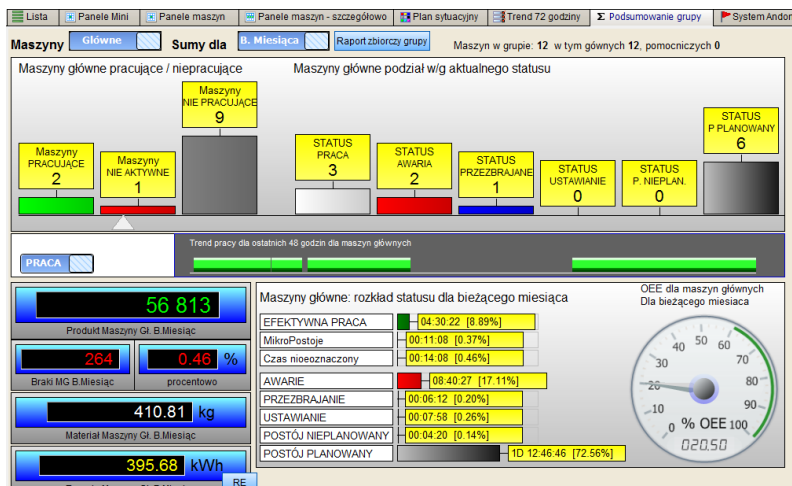 Lista Panele Mini Panele maszyn Panele maszyn - szczegółowo Plan sytuacyjny Trend 72 godziny Σ Podsumowanie grupy System Andon
Maszyny Główne Sumy dla B. Miesiąca Raport zbiorczy grupy Maszyn w grupie: 12 w tym gównych 12, pomocniczych 0
Maszyny główne pracujące / niepracujące
Maszyny główne podział w/g aktualnego statusu
Maszyny
PRACUJĄCE
2
Maszyny
NIE AKTYWNE
1
Maszyny
NIE PRACUJĄCE
9
STATUS
PRACA
3
STATUS
AWARIA
2
STATUS
PRZEZBRAJANE
1
STATUS
USTAWIANIE
0
STATUS
P. NIEPLAN.
0
STATUS
P PLANOWANY
6
PRACA
Trend pracy dla ostatnich 48 godzin dla maszyn głównych
56 813
Produkt Maszyny Gł. B.Miesiąc
264
Braki MG B.Miesiąc
0.46 %
procentowo
410.81 kg
Materiał Maszyny Gł. B.Miesiąc
395.68 kWh
RE
Maszyny główne: rozkład statusu dla bieżącego miesiąca
EFEKTYWNA PRACA 04:30:22 [8.89%]
MikroPostoje 00:11:08 [0.37%]
Czas nioeoznaczony 00:14:08 [0.46%]
AWARIE 08:40:27 [17.11%]
PRZEZBRAJANIE 00:06:12 [0.20%]
USTAWIANIE 00:07:58 [0.26%]
POSTÓJ NIEPLANOWANY 00:04:20 [0.14%]
POSTÓJ PLANOWANY 1D 12:46:46 [72.56%]
OEE dla maszyn głównych
Dla bieżącego miesiaca
0 10 20 30 40 50 60 70 80 90 100
% OEE
020.50